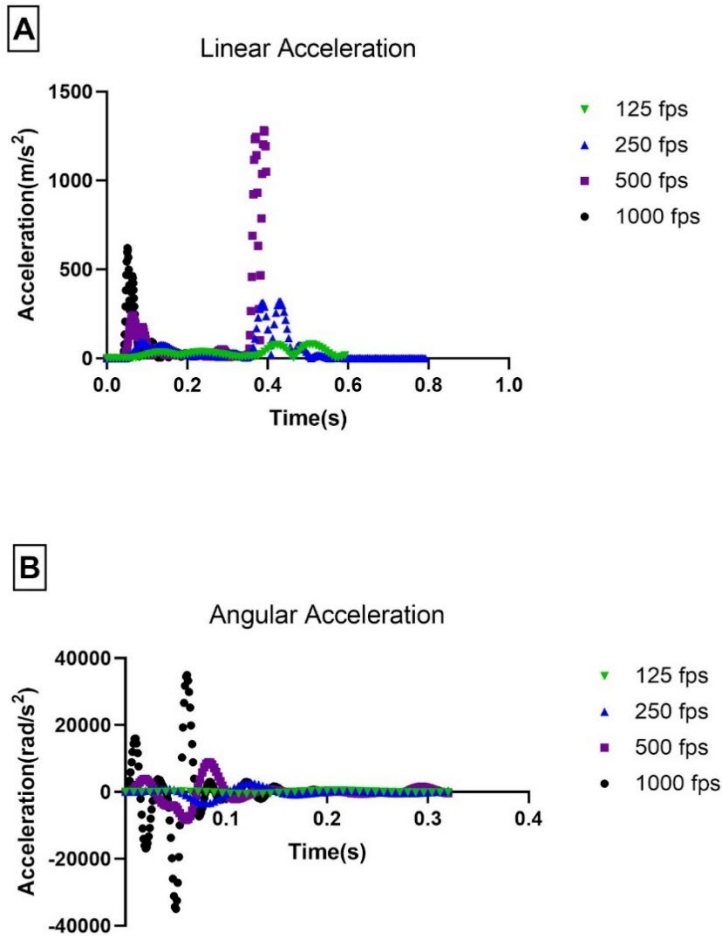 A
Linear Acceleration
1500
1000
500
0
Acceleration(m/s²)
0.0 0.2 0.4 0.6 0.8 1.0
Time(s)
125 fps
250 fps
500 fps
1000 fps
B
Angular Acceleration
40000
20000
0
-20000
-40000
Acceleration(rad/s²)
0.1 0.2 0.3 0.4
Time(s)
125 fps
250 fps
500 fps
1000 fps